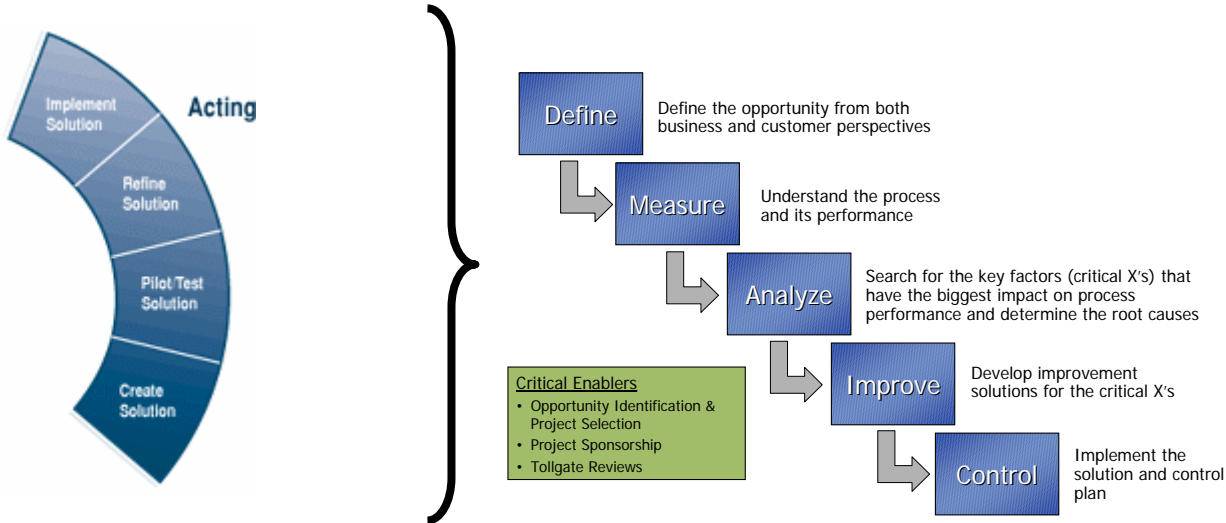 Implement
Solution
Acting
Refine
Solution
Pilot/Test
Solution
Create
Solution
Define
Define the opportunity from both
business and customer perspectives
Measure
Understand the process
and its performance
Analyze
Search for the key factors (critical X's) that
have the biggest impact on process
performance and determine the root causes
Improve
Develop improvement
solutions for the critical X's
Critical Enablers
• Opportunity Identification &
Project Selection
• Project Sponsorship
• Tollgate Reviews
Control
Implement the
solution and control
plan